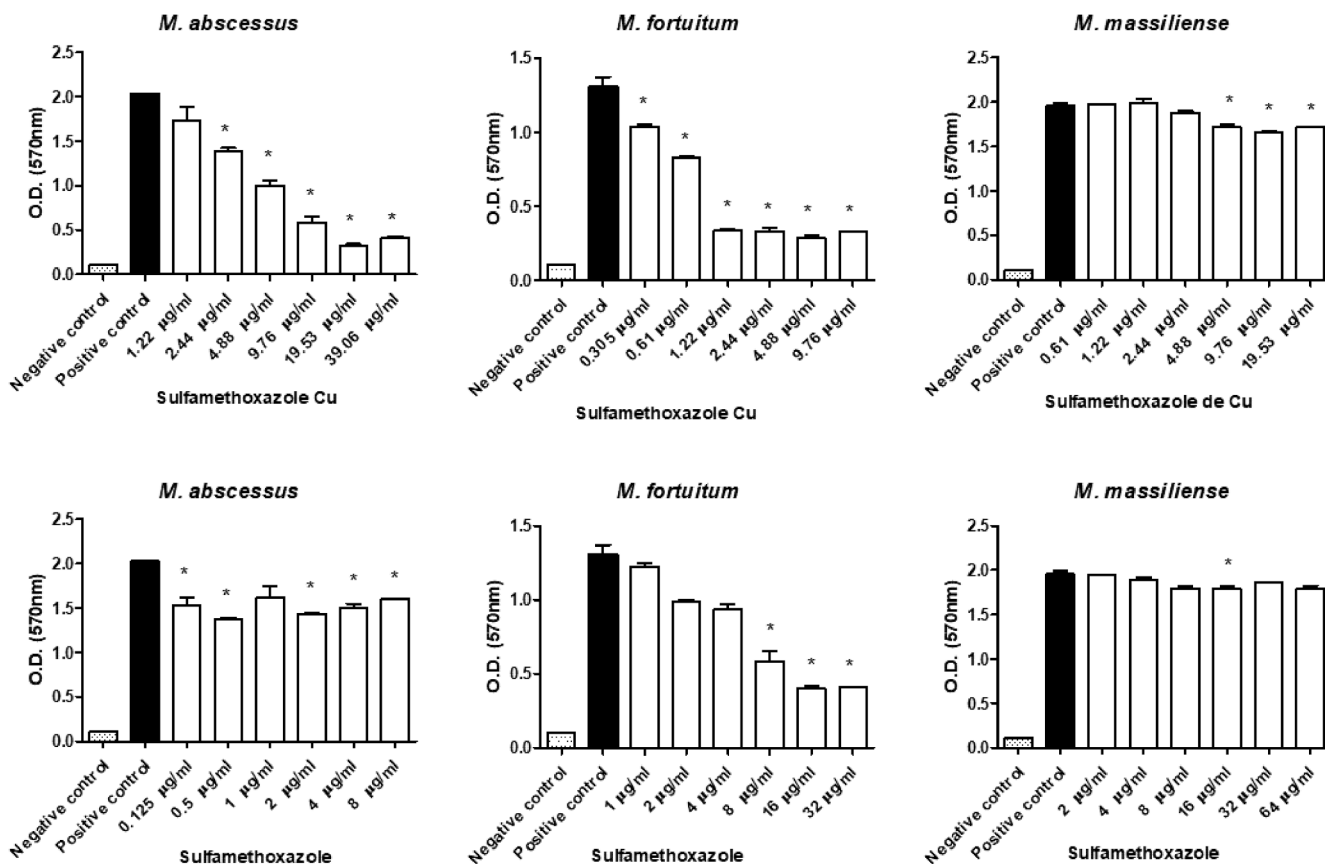 M. abscessus
O.D. (570nm)
2.5
2.0
1.5
1.0
0.5
0.0
Negative control
Positive control
1.22 µg/ml
2.44 µg/ml
4.88 µg/ml
9.76 µg/ml
19.53 µg/ml
39.06 µg/ml
* * * * *
Sulfamethoxazole Cu
M. fortuitum
O.D. (570nm)
1.5
1.0
0.5
0.0
Negative control
Positive control
0.305 µg/ml
0.61 µg/ml
1.22 µg/ml
2.44 µg/ml
4.88 µg/ml
9.76 µg/ml
* * * * * *
Sulfamethoxazole Cu
M. massiliense
O.D. (570nm)
2.5
2.0
1.5
1.0
0.5
0.0
Negative control
Positive control
0.61 µg/ml
1.22 µg/ml
2.44 µg/ml
4.88 µg/ml
9.76 µg/ml
19.53 µg/ml
* * *
Sulfamethoxazole de Cu
M. abscessus
O.D. (570nm)
2.5
2.0
1.5
1.0
0.5
0.0
Negative control
Positive control
0.125 µg/ml
0.5 µg/ml
1 µg/ml
2 µg/ml
4 µg/ml
8 µg/ml
* * * * *
Sulfamethoxazole
M. fortuitum
O.D. (570nm)
1.5
1.0
0.5
0.0
Negative control
Positive control
1 µg/ml
2 µg/ml
4 µg/ml
8 µg/ml
16 µg/ml
32 µg/ml
* * *
Sulfamethoxazole
M. massiliense
O.D. (570nm)
2.5
2.0
1.5
1.0
0.5
0.0
Negative control
Positive control
2 µg/ml
4 µg/ml
8 µg/ml
16 µg/ml
32 µg/ml
64 µg/ml
*
Sulfamethoxazole